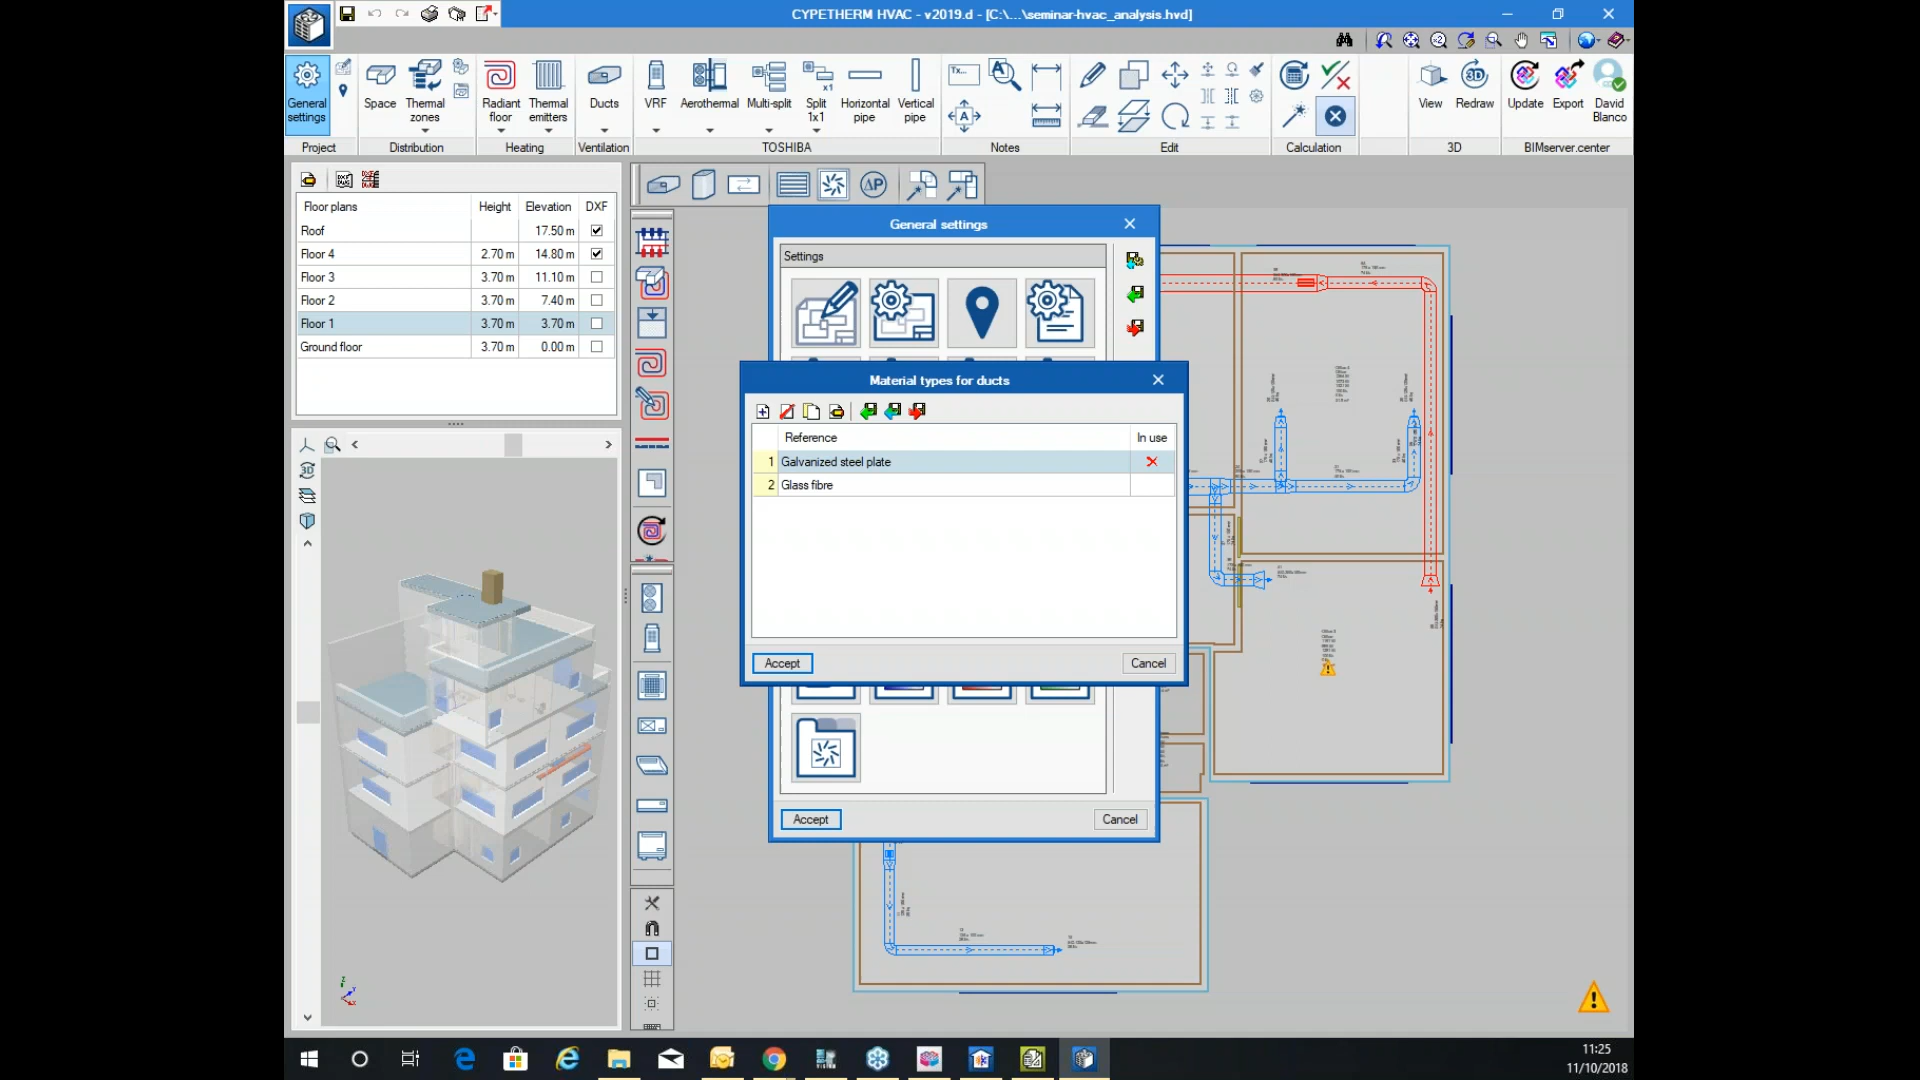 CYPETHERM HVAC - v2019.d - [C:\...\seminar-hvac_analysis.hvd]
General settings
Space
Thermal zones
Radiant floor
Thermal emitters
Ducts
VRF
Aerothermal
Multi-split
Split 1x1
Horizontal pipe
Vertical pipe
Tx...
A
A
View
3D
Redraw
Update
Export
David Blanco
Project
Distribution
Heating
Ventilation
TOSHIBA
Notes
Edit
Calculation
3D
BIMserver.center
Floor plans Height Elevation DXF
Roof 17.50 m
Floor 4 2.70 m 14.80 m
Floor 3 3.70 m 11.10 m
Floor 2 3.70 m 7.40 m
Floor 1 3.70 m 3.70 m
Ground floor 3.70 m 0.00 m
3D
ΔP
General settings
Settings
Material types for ducts
Reference In use
1 Galvanized steel plate
2 Glass fibre
Accept Cancel
Accept Cancel
11:25
11/10/2018